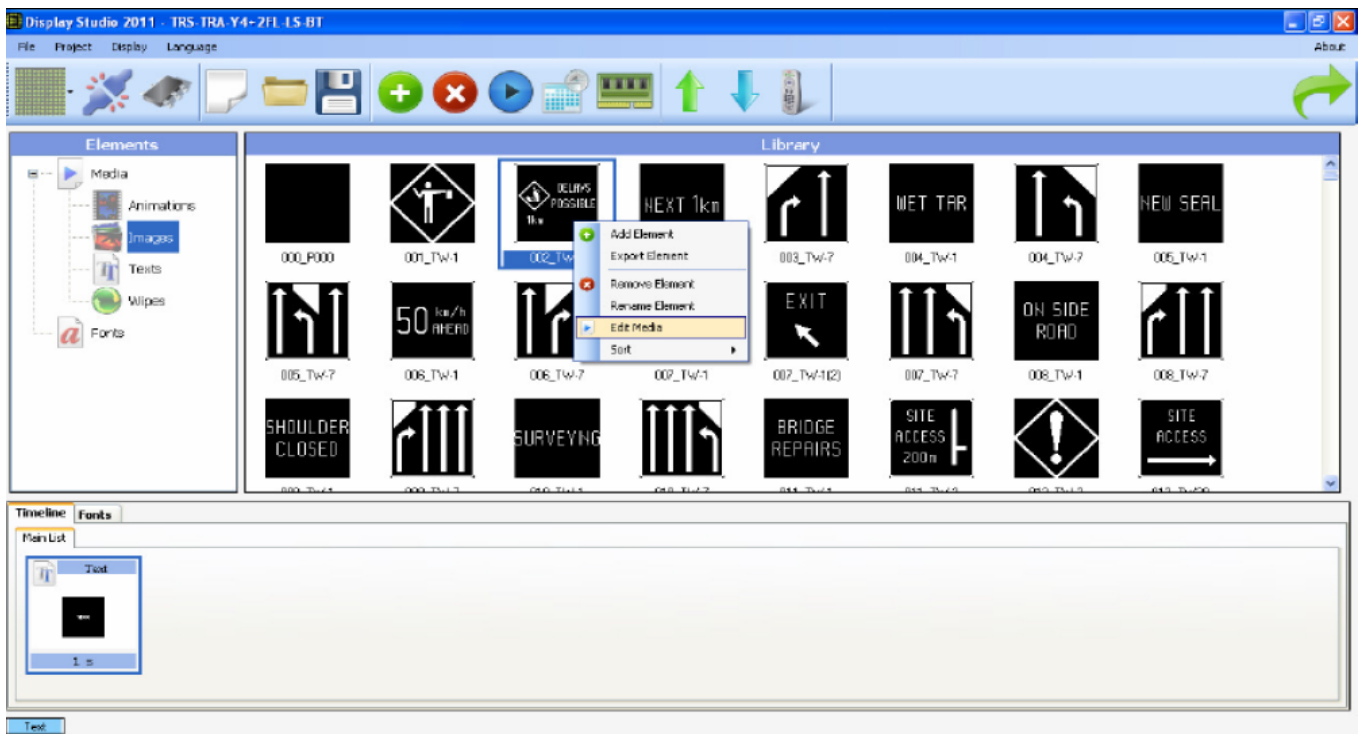 Display Studio 2011 - TRS-TRA-Y4+2FL-LS-BT
File Project Display Language About
Elements
Media
Animations
Images
Texts
Wipes
Fonts
Library
DELAYS
POSSIBLE
1km
NEXT 1km
WET TAR
NEW SEAL
000_P000 001_TW-1 002_TW 003_TW-7 004_TW-1 004_TW-7 005_TW-1
Add Element
Export Element
Remove Element
Rename Element
Edit Media
Sort
50 km/h
AHEAD
EXIT
ON SIDE
ROAD
005_TW-7 006_TW-1 006_TW-7 007_TW-1 007_TW-1(2) 007_TW-7 008_TW-1 008_TW-7
SHOULDER
CLOSED
SURVEYING
BRIDGE
REPAIRS
SITE
ACCESS
200m
SITE
ACCESS
Timeline Fonts
Main List
Text
1 s
Text